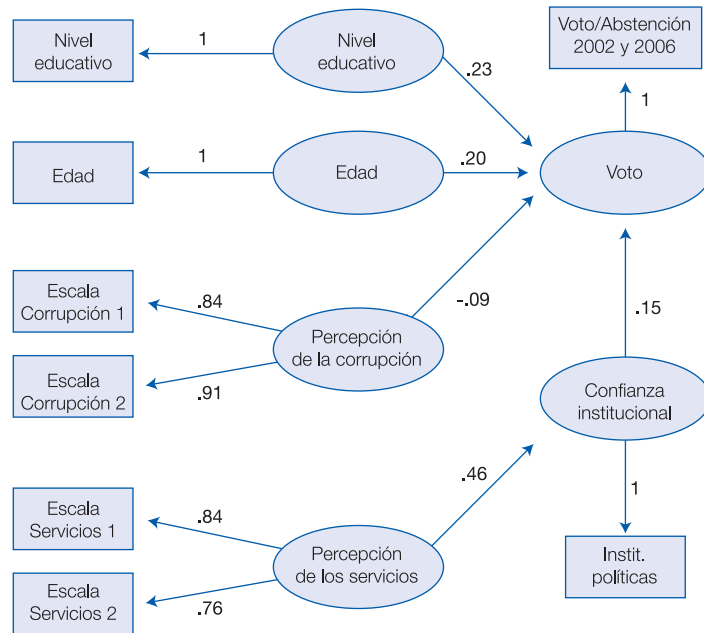 Nivel
educativo
1
Nivel
educativo
Voto/Abstención
2002 y 2006
.23
1
Edad
1
Edad
.20
Voto
Escala
Corrupción 1
.84
Percepción
de la corrupción
-.09
.15
Escala
Corrupción 2
.91
Confianza
institucional
.46
1
Escala
Servicios 1
.84
Percepción
de los servicios
Instit.
políticas
Escala
Servicios 2
.76